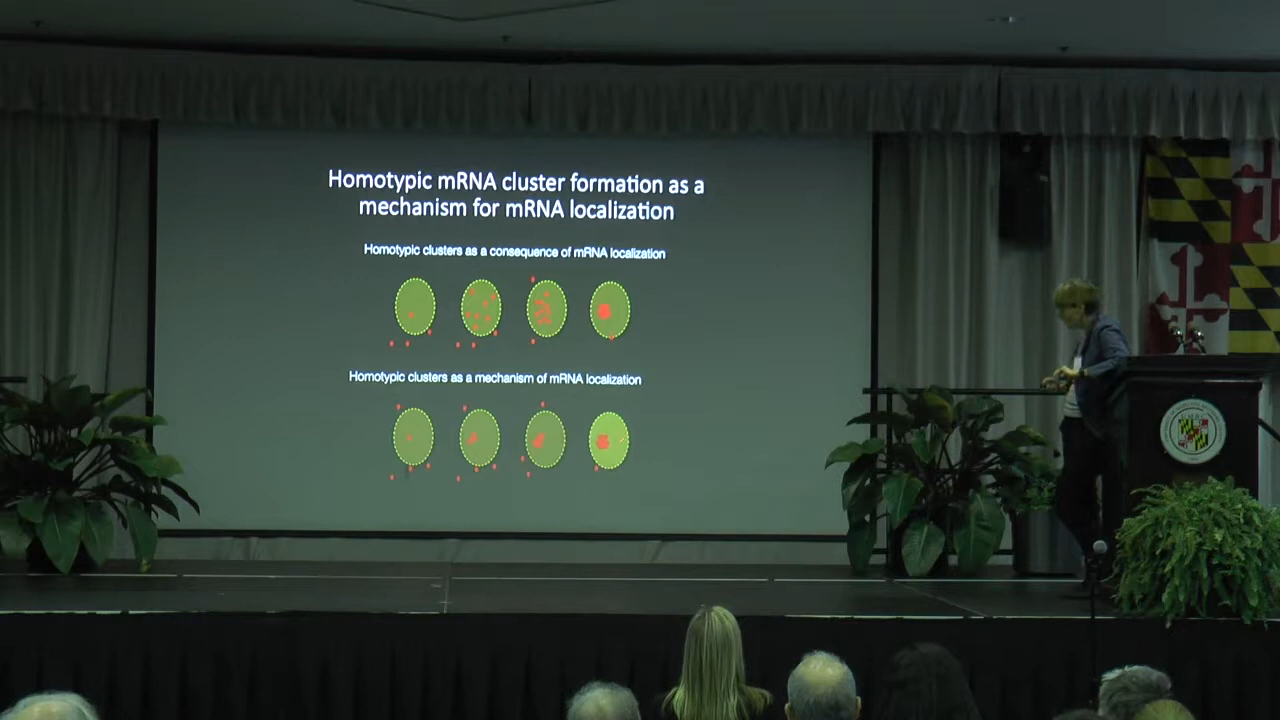 Homotypic mRNA cluster formation as a
mechanism for mRNA localization
Homotypic clusters as a consequence of mRNA localization
Homotypic clusters as a mechanism of mRNA localization